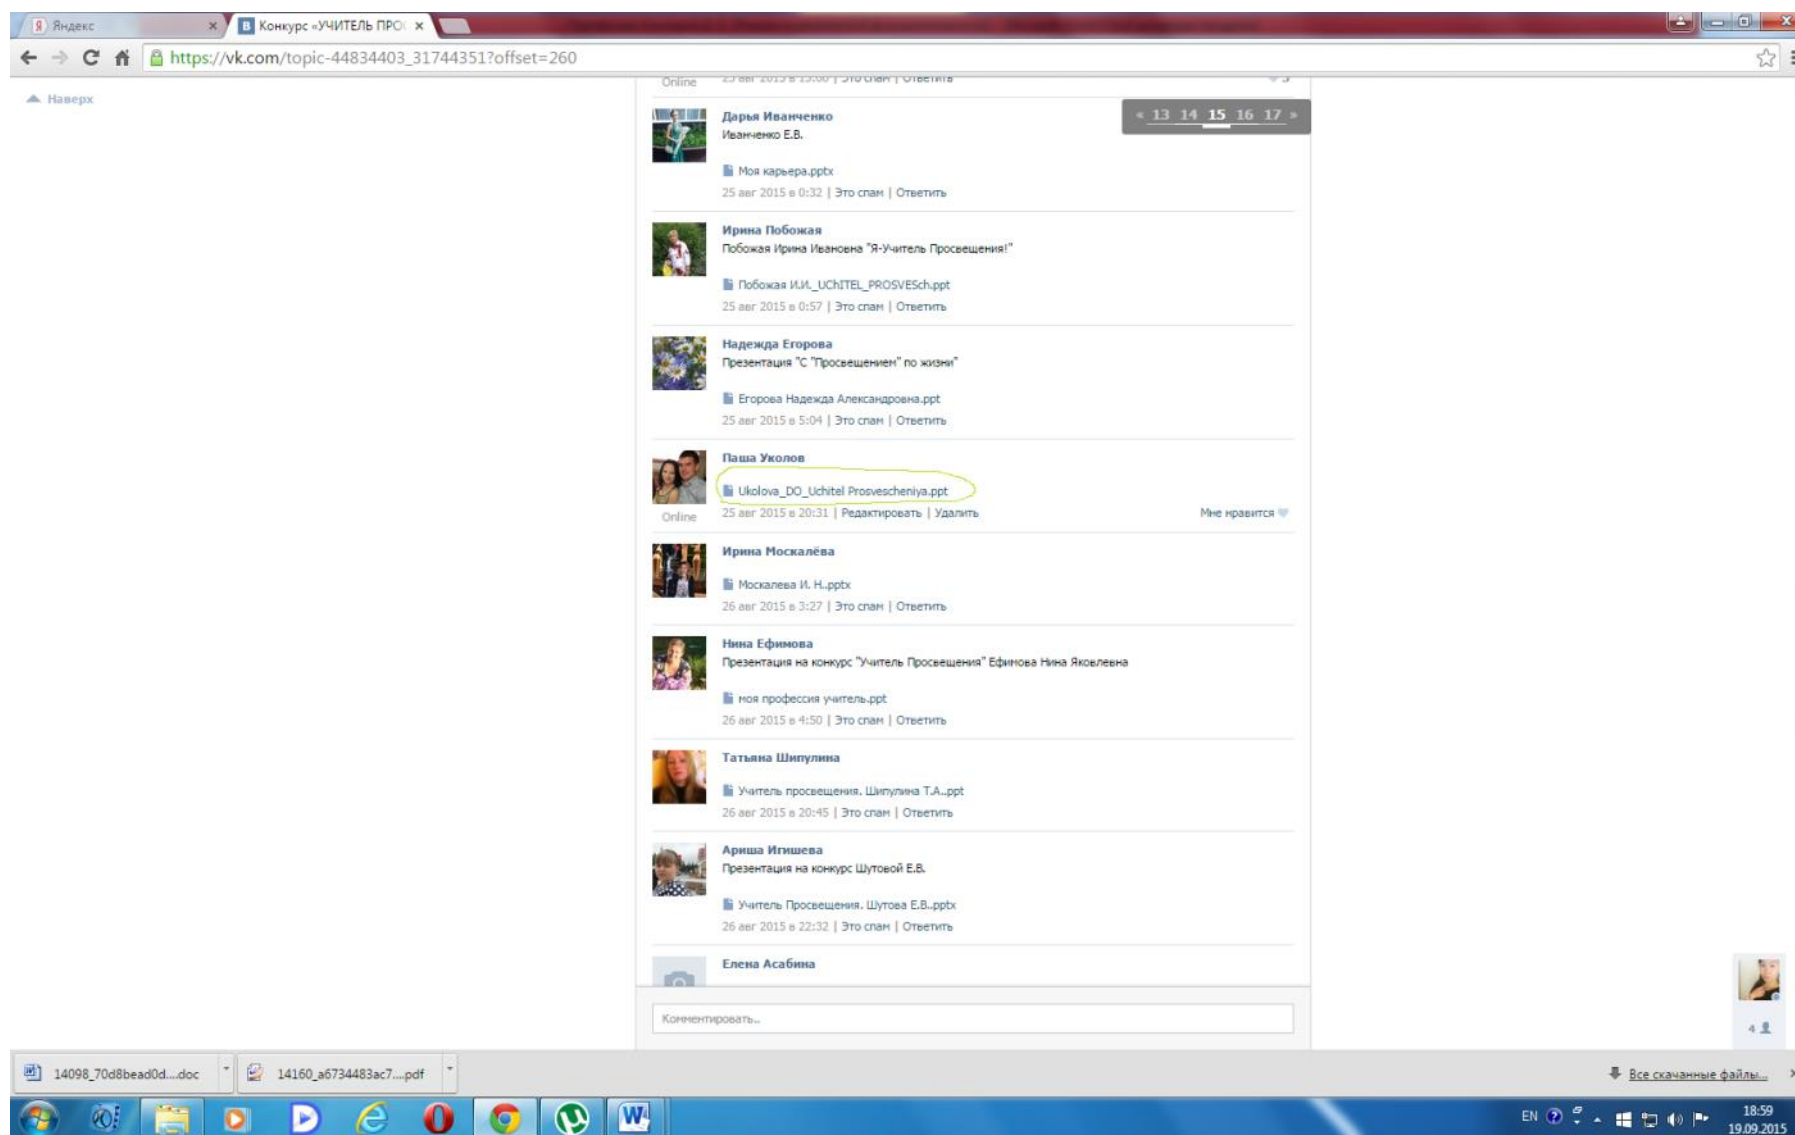 Яндекс
Конкурс «УЧИТЕЛЬ ПРОС
https://vk.com/topic-44834403_31744351?offset=260
Наверх
Online
« 13 14 15 16 17 »
Дарья Иванченко
Иванченко Е.В.
Моя карьера.pptx
25 авг 2015 в 0:32 | Это спам | Ответить
Ирина Побожая
Побожая Ирина Ивановна "Я-Учитель Просвещения!"
Побожая И.И._UChITEL_PROSVESch.ppt
25 авг 2015 в 0:57 | Это спам | Ответить
Надежда Егорова
Презентация "С "Просвещением" по жизни"
Егорова Надежда Александровна.ppt
25 авг 2015 в 5:04 | Это спам | Ответить
Паша Уколов
Ukolova_DO_Uchitel Prosvescheniya.ppt
Online
25 авг 2015 в 20:31 | Редактировать | Удалить
Мне нравится
Ирина Москалёва
Москалева И. Н..pptx
26 авг 2015 в 3:27 | Это спам | Ответить
Нина Ефимова
Презентация на конкурс "Учитель Просвещения" Ефимова Нина Яковлевна
моя профессия учитель.ppt
26 авг 2015 в 4:50 | Это спам | Ответить
Татьяна Шипулина
Учитель просвещения. Шипулина Т.А..ppt
26 авг 2015 в 20:45 | Это спам | Ответить
Ариша Игишева
Презентация на конкурс Шутовой Е.В.
Учитель Просвещения. Шутова Е.В..pptx
26 авг 2015 в 22:32 | Это спам | Ответить
Елена Асабина
Комментировать..
4
14098_70d8bead0d....doc
14160_a6734483ac7....pdf
Все скачанные файлы...
EN
18:59
19.09.2015